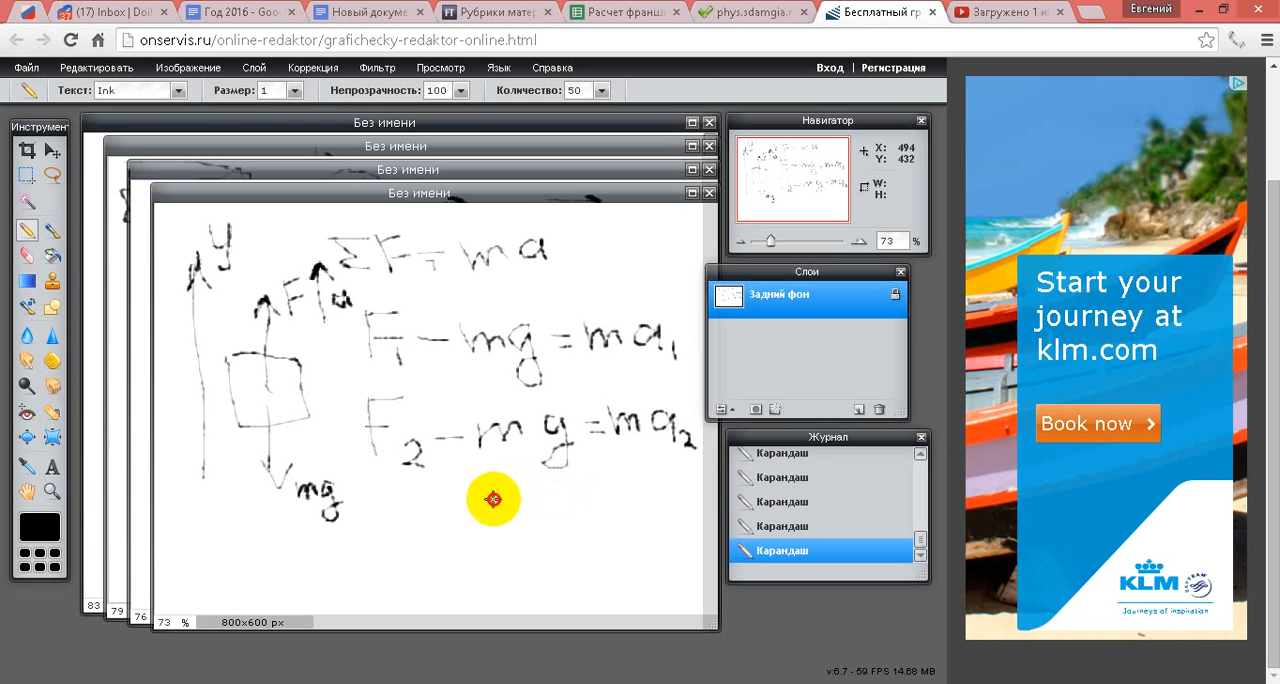 (17) Inbox | Doit
Год 2016 - Goo
Новый докуме
Рубрики матер
Расчет франш
phys.sdamgia.r
Бесплатный гр
Загружено 1 из
Евгений
onservis.ru/online-redaktor/grafichecky-redaktor-online.html
Файл Редактировать Изображение Слой Коррекция Фильтр Просмотр Язык Справка Вход | Регистрация
Текст: Ink Размер: 1 Непрозрачность: 100 Количество: 50
Инструмент
Без имени
Без имени
Без имени
Без имени
y
ΣF = ma
F a
F₁ - mg = ma₁
F₂ - mg = ma₂
mg
83
79
76
73 % 800x600 px
Навигатор
X: 494
Y: 432
W:
H:
73 %
Слои
Задний фон
Журнал
Карандаш
Карандаш
Карандаш
Карандаш
Карандаш
v:6.7 - 59 FPS 14.68 MB
Start your
journey at
klm.com
Book now
KLM
SKYTEAM
Journeys of inspiration